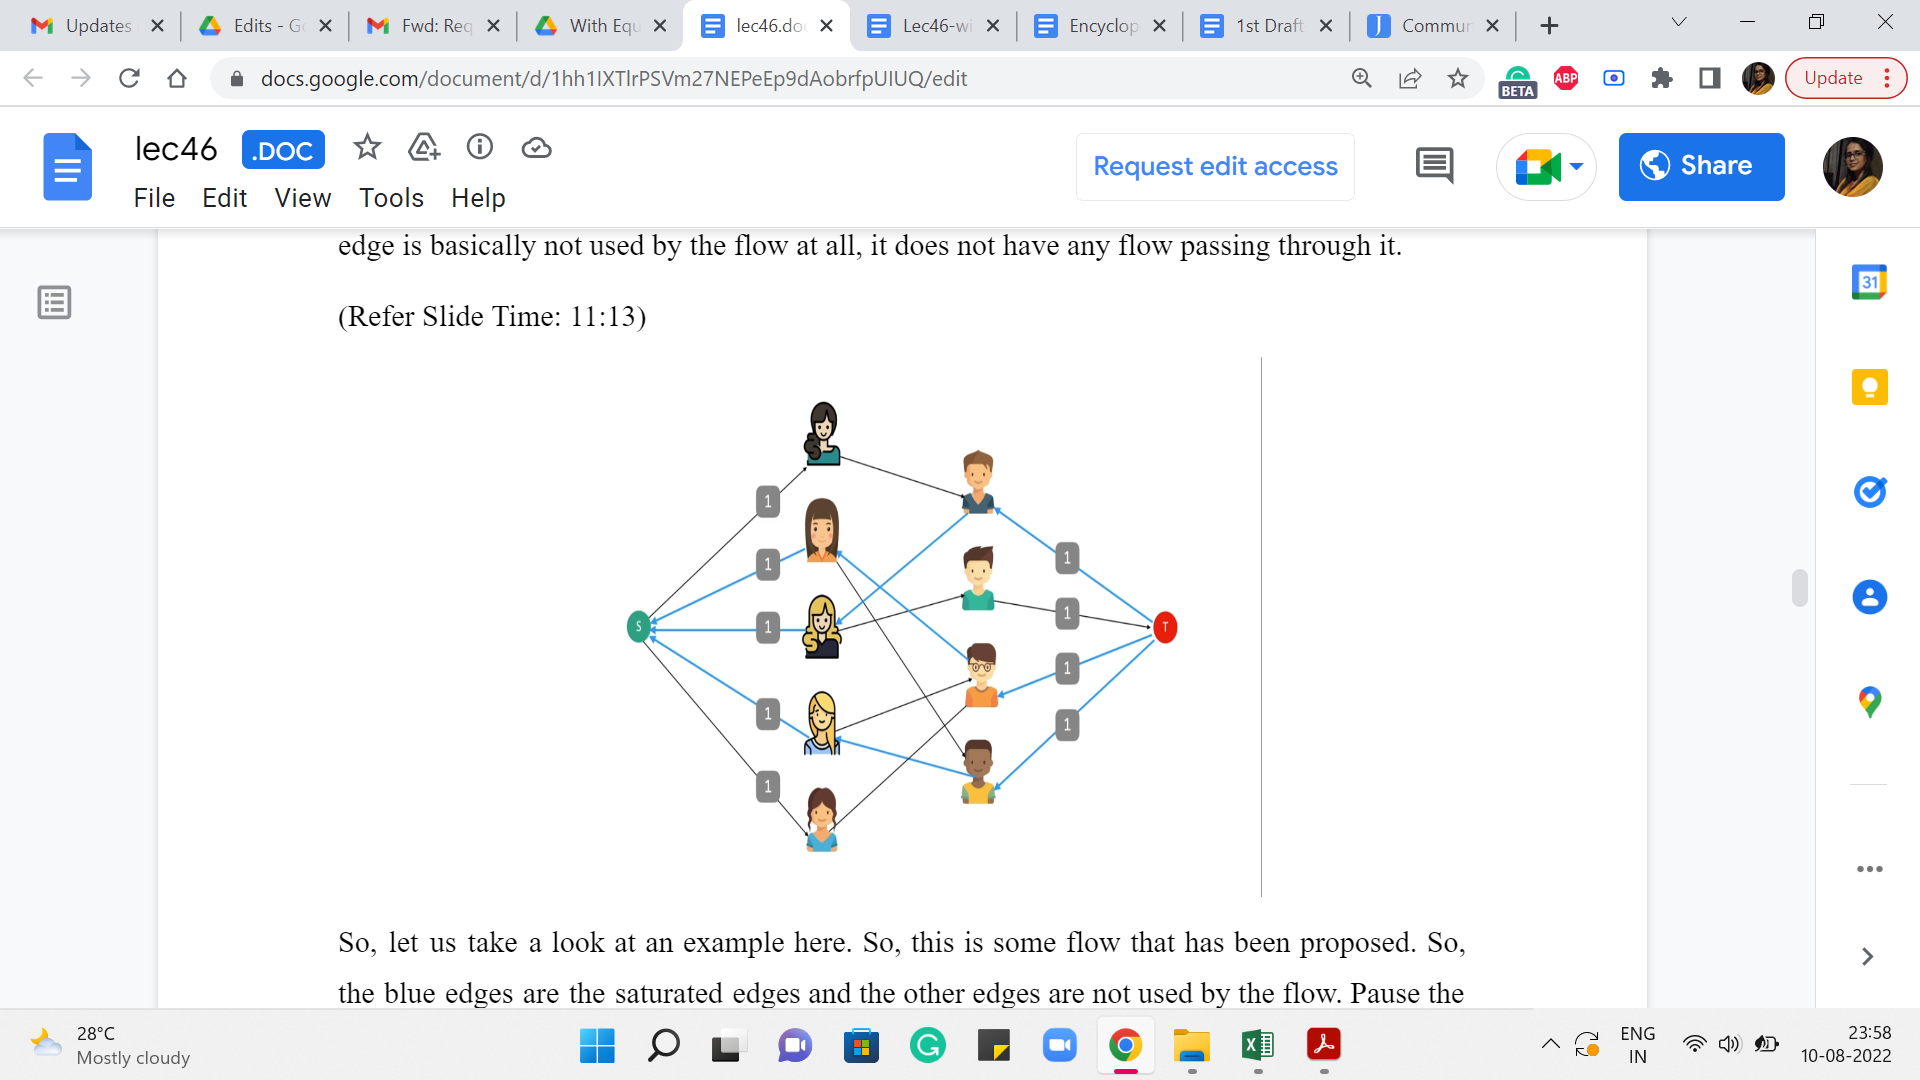 Updates
Edits - Go
Fwd: Req
With Equ
lec46.doc
Lec46-wi
Encyclop
1st Draft
Commun
docs.google.com/document/d/1hh1IXTlrPSVm27NEPeEp9dAobrfpUIUQ/edit
BETA
ABP
Update
lec46
.DOC
Request edit access
Share
File Edit View Tools Help
edge is basically not used by the flow at all, it does not have any flow passing through it.
(Refer Slide Time: 11:13)
31
1
1
1
1
1
1
1
1
1
S
T
So, let us take a look at an example here. So, this is some flow that has been proposed. So,
the blue edges are the saturated edges and the other edges are not used by the flow. Pause the
28°C
Mostly cloudy
ENG
IN
23:58
10-08-2022